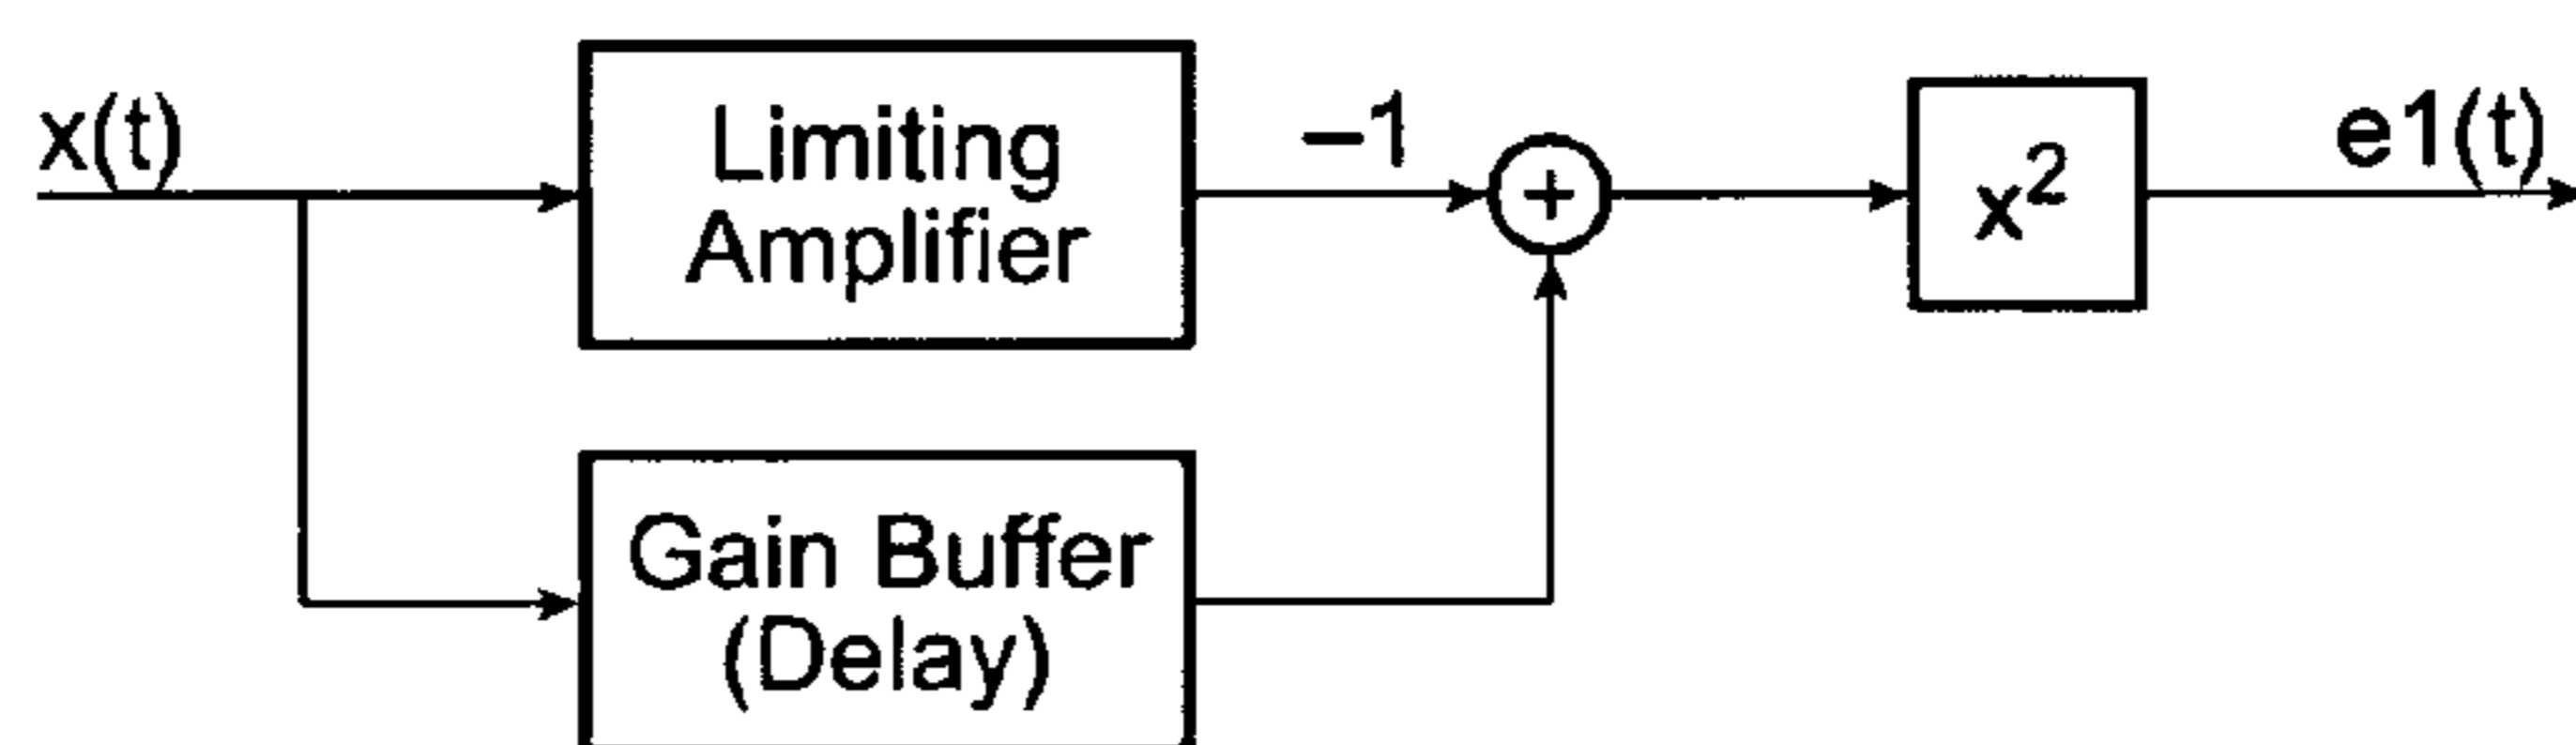 x(t)
Limiting
Amplifier
–1
+
x²
e1(t)
Gain Buffer
(Delay)